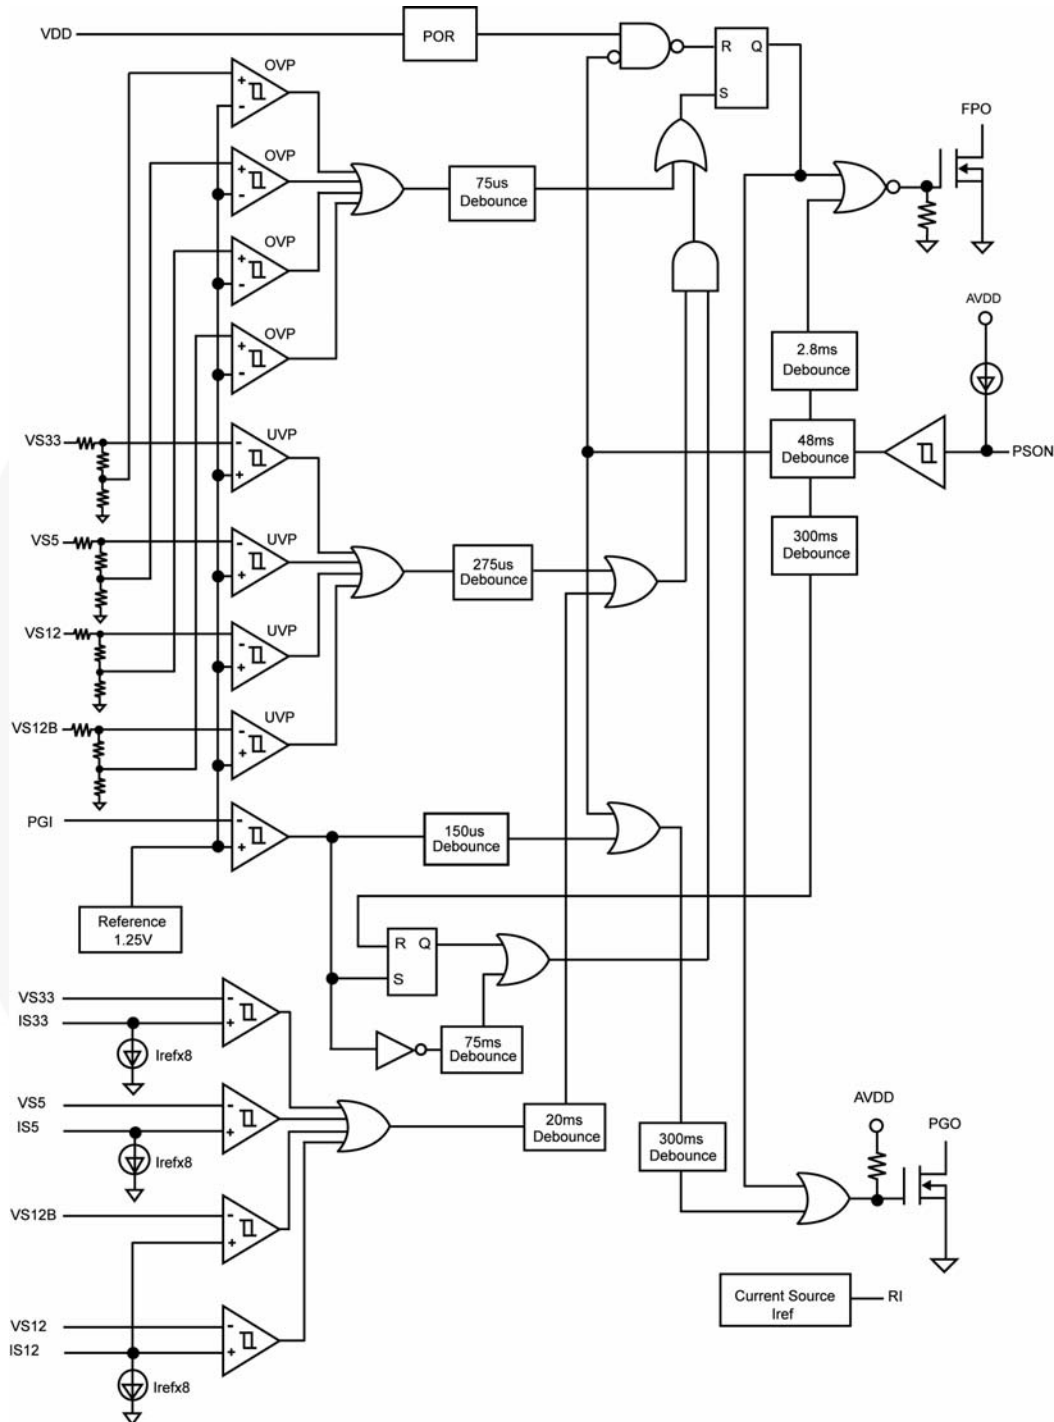 VDD
POR
R Q
S
OVP
+
-
FPO
OVP
+
-
75us
Debounce
OVP
+
-
AVDD
OVP
+
-
2.8ms
Debounce
VS33
UVP
-
+
48ms
Debounce
PSON
VS5
UVP
-
+
275us
Debounce
300ms
Debounce
VS12
UVP
-
+
VS12B
UVP
-
+
PGI
-
+
150us
Debounce
Reference
1.25V
R Q
S
VS33
-
IS33
+
Irefx8
75ms
Debounce
VS5
-
IS5
+
Irefx8
20ms
Debounce
300ms
Debounce
AVDD
PGO
VS12B
-
+
Current Source
Iref
RI
VS12
-
IS12
+
Irefx8